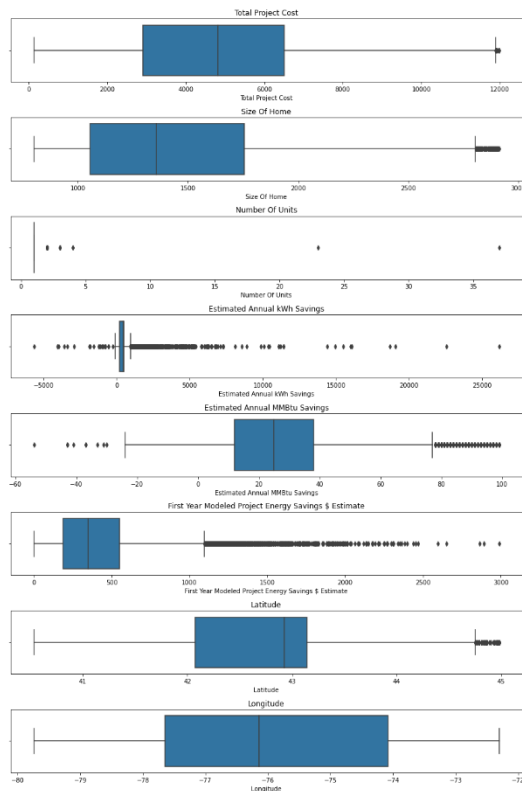 Total Project Cost
0 2000 4000 6000 8000 10000 12000
Total Project Cost
Size Of Home
1000 1500 2000 2500 300
Size Of Home
Number Of Units
0 5 10 15 20 25 30 35
Number Of Units
Estimated Annual kWh Savings
−5000 0 5000 10000 15000 20000 25000
Estimated Annual kWh Savings
Estimated Annual MMBtu Savings
−60 −40 −20 0 20 40 60 80 100
Estimated Annual MMBtu Savings
First Year Modeled Project Energy Savings $ Estimate
0 500 1000 1500 2000 2500 3000
First Year Modeled Project Energy Savings $ Estimate
Latitude
41 42 43 44 45
Latitude
Longitude
−80 −79 −78 −77 −76 −75 −74 −73 −72
Longitude